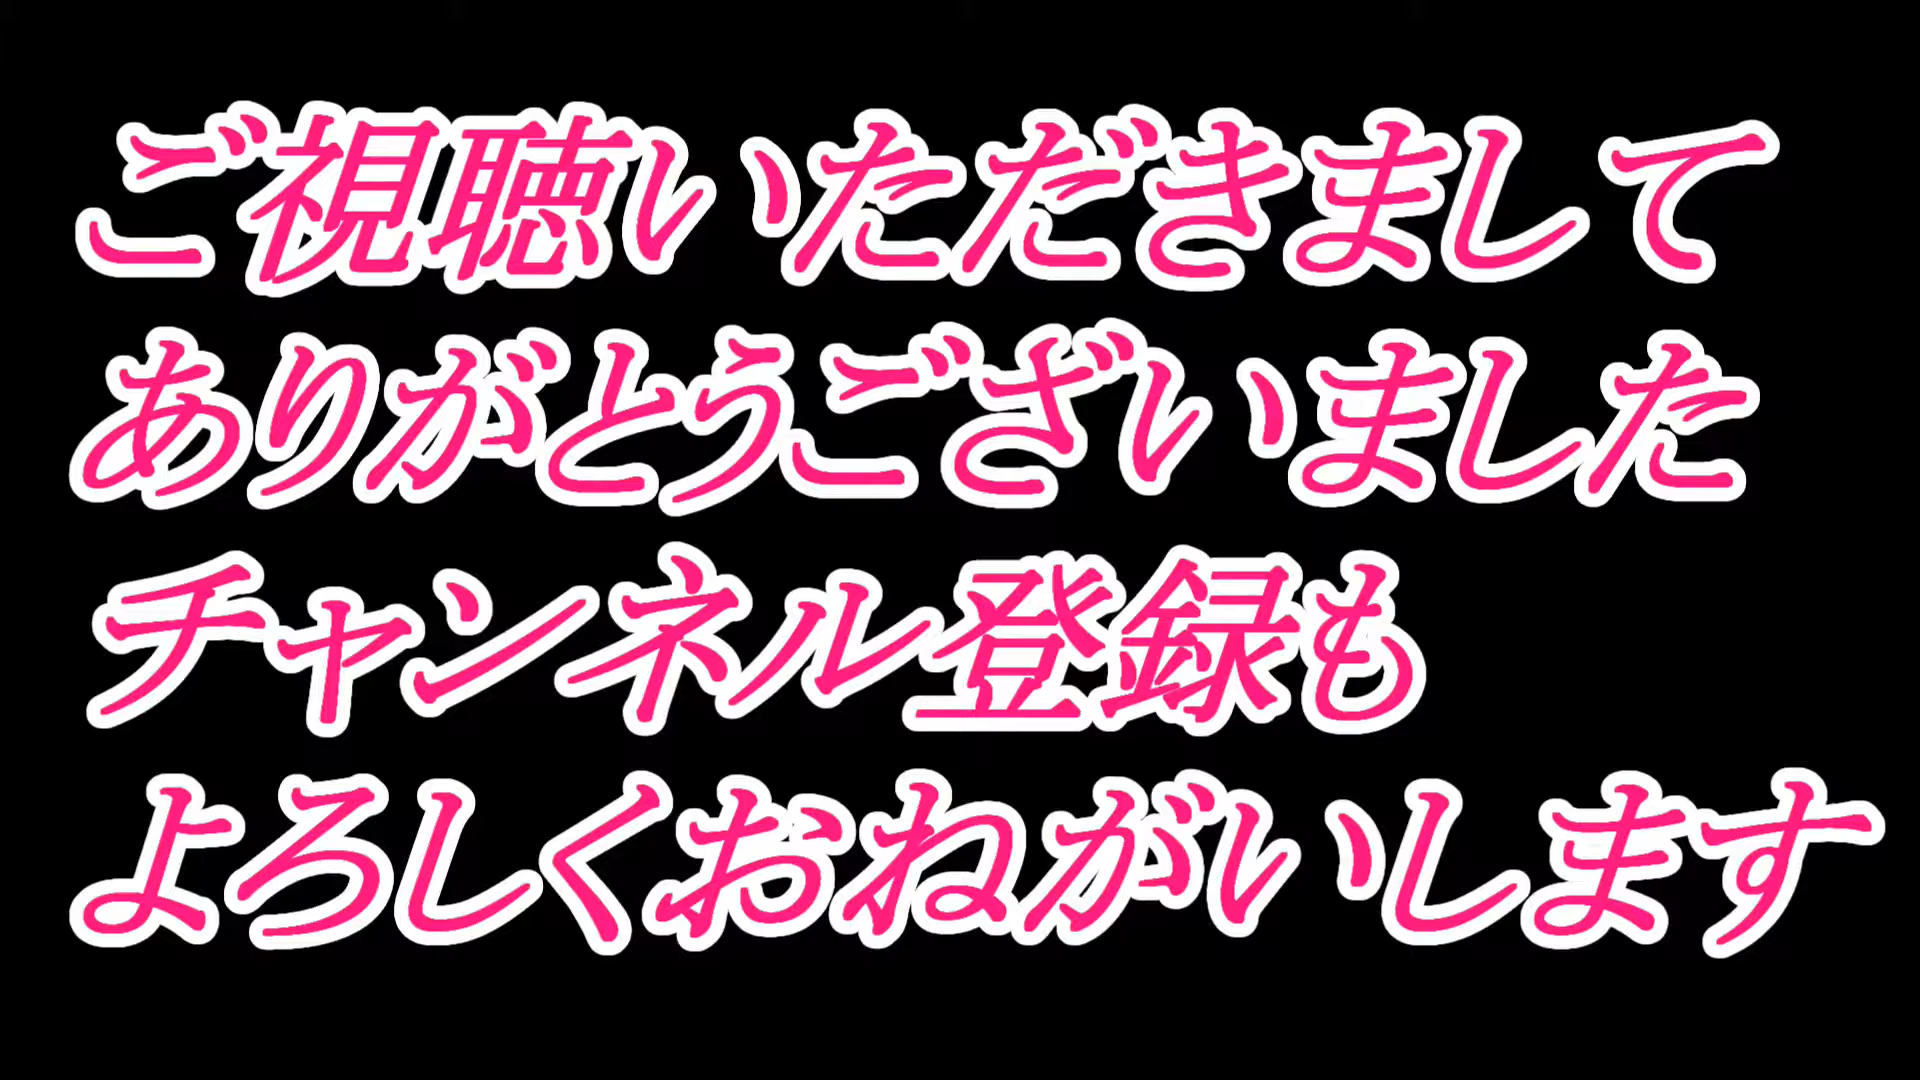 ご視聴いただきまして
ありがとうございました
チャンネル登録も
よろしくおねがいします